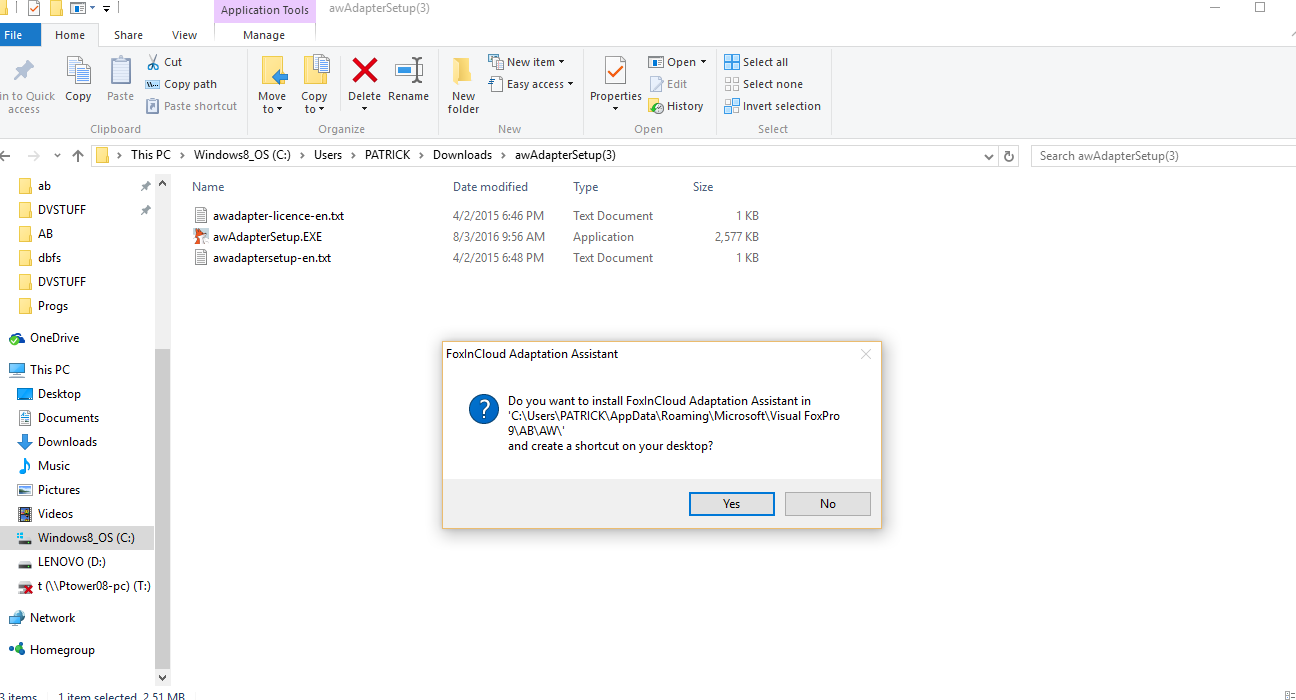 Application Tools
awAdapterSetup(3)
File
Home
Share
View
Manage
in to Quick
access
Copy
Paste
Cut
Copy path
Paste shortcut
Clipboard
Move
to
Copy
to
Delete
Rename
Organize
New
folder
New item
Easy access
New
Properties
Open
Edit
History
Open
Select all
Select none
Invert selection
Select
This PC
Windows8_OS (C:)
Users
PATRICK
Downloads
awAdapterSetup(3)
Search awAdapterSetup(3)
ab
DVSTUFF
AB
dbfs
DVSTUFF
Progs
OneDrive
This PC
Desktop
Documents
Downloads
Music
Pictures
Videos
Windows8_OS (C:)
LENOVO (D:)
t (\\Ptower08-pc) (T:)
Network
Homegroup
Name Date modified Type Size
awadapter-licence-en.txt 4/2/2015 6:46 PM Text Document 1 KB
awAdapterSetup.EXE 8/3/2016 9:56 AM Application 2,577 KB
awadaptersetup-en.txt 4/2/2015 6:48 PM Text Document 1 KB
FoxInCloud Adaptation Assistant
Do you want to install FoxInCloud Adaptation Assistant in
'C:\Users\PATRICK\AppData\Roaming\Microsoft\Visual FoxPro
9\AB\AW\'
and create a shortcut on your desktop?
Yes
No
3 items 1 item selected 2.51 MB